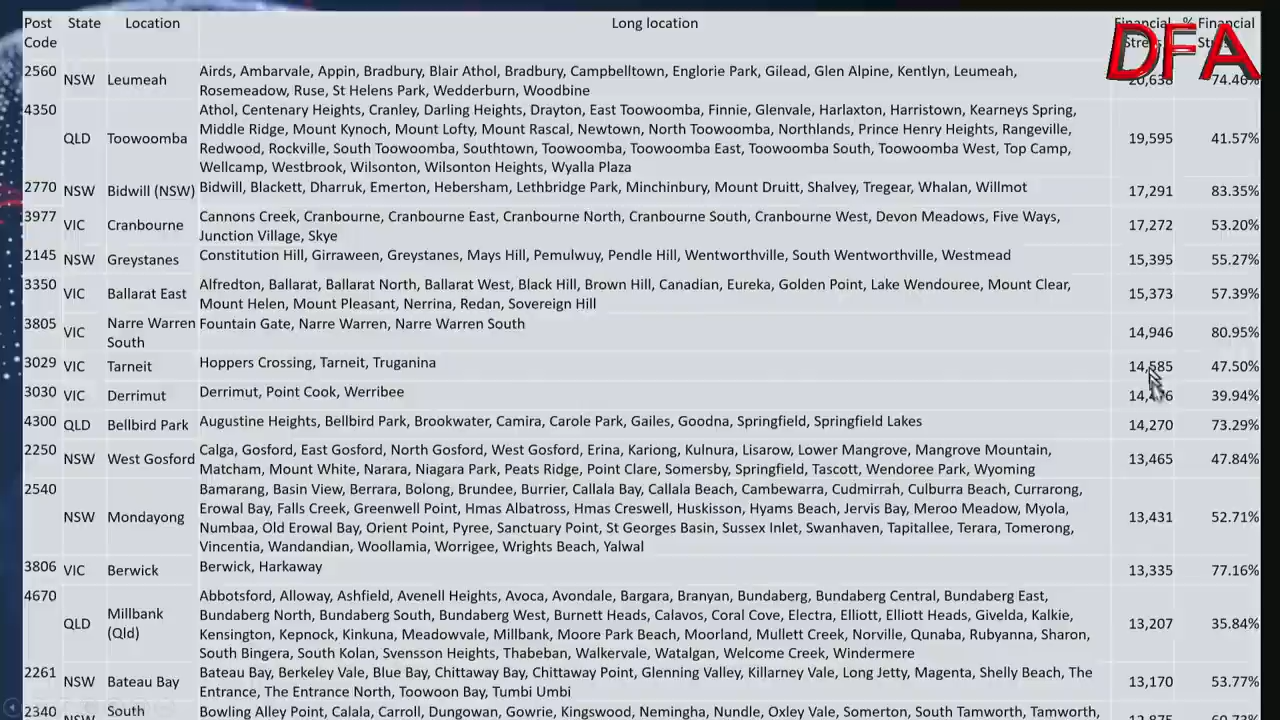 Post State Location Long location Financial % Financial
Code Stress
DFA
2560 NSW Leumeah Airds, Ambarvale, Appin, Bradbury, Blair Athol, Bradbury, Campbelltown, Englorie Park, Gilead, Glen Alpine, Kentlyn, Leumeah, 20,638 74.46%
Rosemeadow, Ruse, St Helens Park, Wedderburn, Woodbine
4350 QLD Toowoomba Athol, Centenary Heights, Cranley, Darling Heights, Drayton, East Toowoomba, Finnie, Glenvale, Harlaxton, Harristown, Kearneys Spring, 19,595 41.57%
Middle Ridge, Mount Kynoch, Mount Lofty, Mount Rascal, Newtown, North Toowoomba, Northlands, Prince Henry Heights, Rangeville,
Redwood, Rockville, South Toowoomba, Southtown, Toowoomba, Toowoomba East, Toowoomba South, Toowoomba West, Top Camp,
Wellcamp, Westbrook, Wilsonton, Wilsonton Heights, Wyalla Plaza
2770 NSW Bidwill (NSW) Bidwill, Blackett, Dharruk, Emerton, Hebersham, Lethbridge Park, Minchinbury, Mount Druitt, Shalvey, Tregear, Whalan, Willmot 17,291 83.35%
3977 VIC Cranbourne Cannons Creek, Cranbourne, Cranbourne East, Cranbourne North, Cranbourne South, Cranbourne West, Devon Meadows, Five Ways, 17,272 53.20%
Junction Village, Skye
2145 NSW Greystanes Constitution Hill, Girraween, Greystanes, Mays Hill, Pemulwuy, Pendle Hill, Wentworthville, South Wentworthville, Westmead 15,395 55.27%
3350 VIC Ballarat East Alfredton, Ballarat, Ballarat North, Ballarat West, Black Hill, Brown Hill, Canadian, Eureka, Golden Point, Lake Wendouree, Mount Clear, 15,373 57.39%
Mount Helen, Mount Pleasant, Nerrina, Redan, Sovereign Hill
3805 VIC Narre Warren South Fountain Gate, Narre Warren, Narre Warren South 14,946 80.95%
3029 VIC Tarneit Hoppers Crossing, Tarneit, Truganina 14,585 47.50%
3030 VIC Derrimut Derrimut, Point Cook, Werribee 39.94%
4300 QLD Bellbird Park Augustine Heights, Bellbird Park, Brookwater, Camira, Carole Park, Gailes, Goodna, Springfield, Springfield Lakes 14,270 73.29%
2250 NSW West Gosford Calga, Gosford, East Gosford, North Gosford, West Gosford, Erina, Kariong, Kulnura, Lisarow, Lower Mangrove, Mangrove Mountain, 13,465 47.84%
Matcham, Mount White, Narara, Niagara Park, Peats Ridge, Point Clare, Somersby, Springfield, Tascott, Wendoree Park, Wyoming
2540 NSW Mondayong Bamarang, Basin View, Berrara, Bolong, Brundee, Burrier, Callala Bay, Callala Beach, Cambewarra, Cudmirrah, Culburra Beach, Currarong, 13,431 52.71%
Erowal Bay, Falls Creek, Greenwell Point, Hmas Albatross, Hmas Creswell, Huskisson, Hyams Beach, Jervis Bay, Meroo Meadow, Myola,
Numbaa, Old Erowal Bay, Orient Point, Pyree, Sanctuary Point, St Georges Basin, Sussex Inlet, Swanhaven, Tapitallee, Terara, Tomerong,
Vincentia, Wandandian, Woollamia, Worrigee, Wrights Beach, Yalwal
3806 VIC Berwick Berwick, Harkaway 13,335 77.16%
4670 QLD Millbank (Qld) Abbotsford, Alloway, Ashfield, Avenell Heights, Avoca, Avondale, Bargara, Branyan, Bundaberg, Bundaberg Central, Bundaberg East, 13,207 35.84%
Bundaberg North, Bundaberg South, Bundaberg West, Burnett Heads, Calavos, Coral Cove, Electra, Elliott, Elliott Heads, Givelda, Kalkie,
Kensington, Kepnock, Kinkuna, Meadowvale, Millbank, Moore Park Beach, Moorland, Mullett Creek, Norville, Qunaba, Rubyanna, Sharon,
South Bingera, South Kolan, Svensson Heights, Thabeban, Walkervale, Watalgan, Welcome Creek, Windermere
2261 NSW Bateau Bay Bateau Bay, Berkeley Vale, Blue Bay, Chittaway Bay, Chittaway Point, Glenning Valley, Killarney Vale, Long Jetty, Magenta, Shelly Beach, The 13,170 53.77%
Entrance, The Entrance North, Toowoon Bay, Tumbi Umbi
2340 NSW South Bowling Alley Point, Calala, Carroll, Dungowan, Gowrie, Kingswood, Nemingha, Nundle, Oxley Vale, Somerton, South Tamworth, Tamworth,